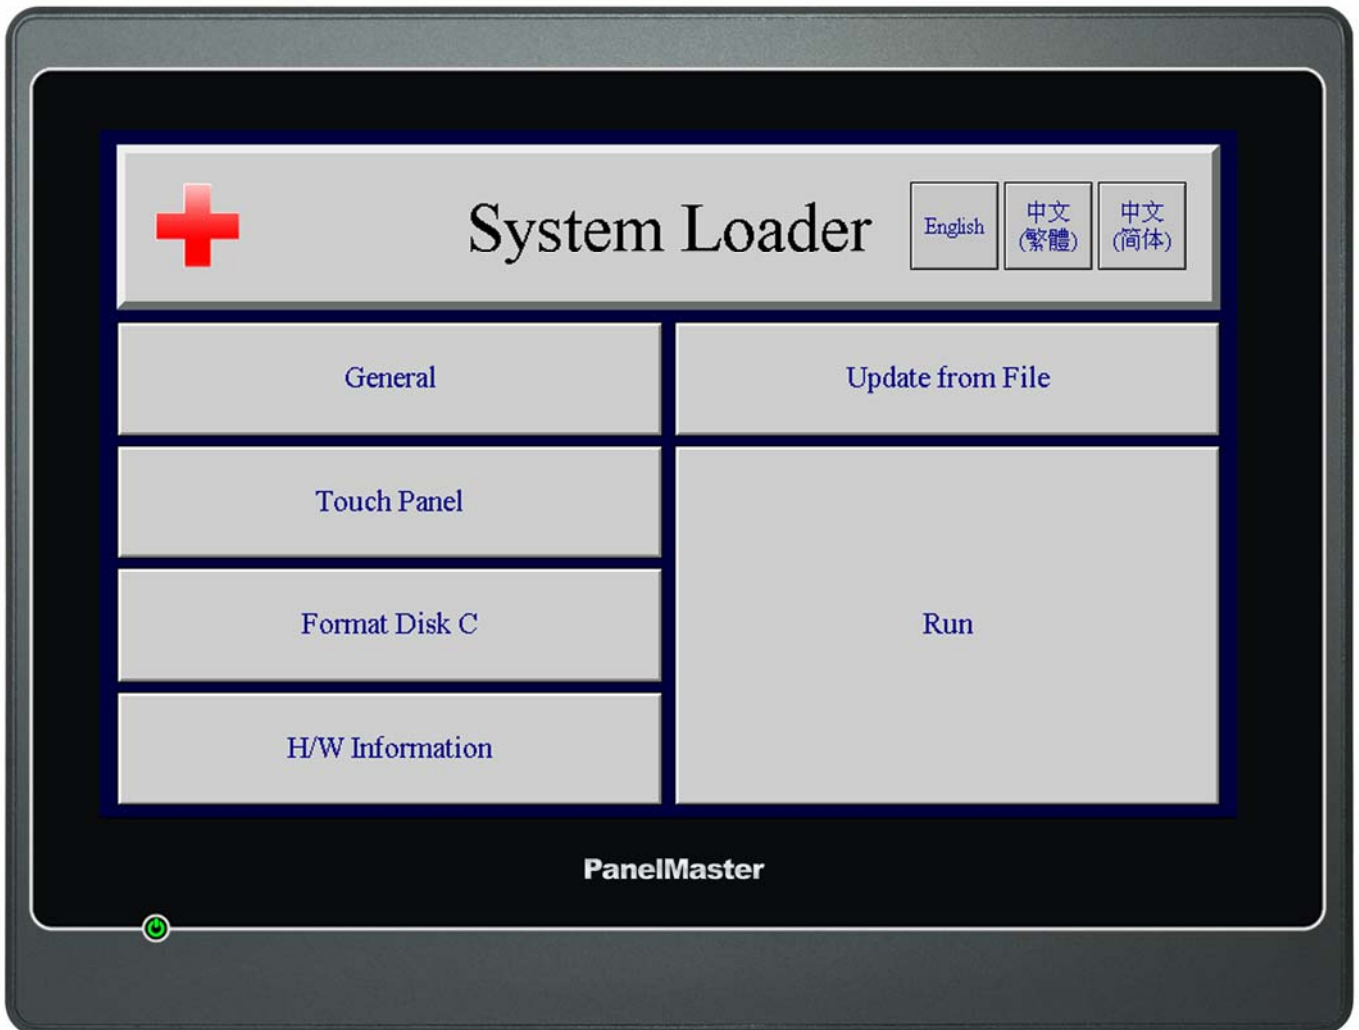 System Loader
English
中文
(繁體)
中文
(简体)
General
Update from File
Touch Panel
Format Disk C
Run
H/W Information
PanelMaster